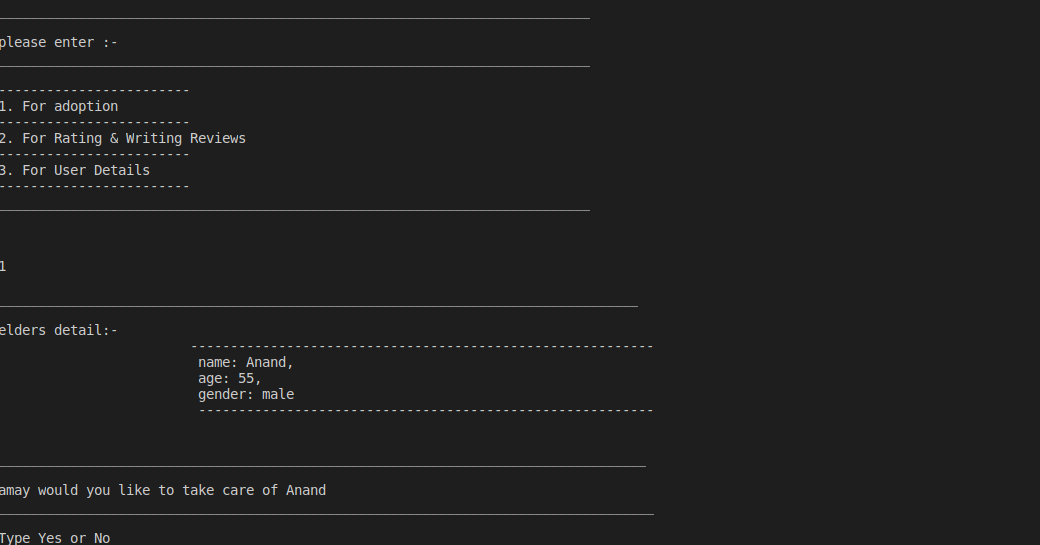 please enter :-
------------------------
1. For adoption
------------------------
2. For Rating & Writing Reviews
------------------------
3. For User Details
------------------------
1
elders detail:-
----------------------------------------------------------
name: Anand,
age: 55,
gender: male
---------------------------------------------------------
amay would you like to take care of Anand
Type Yes or No